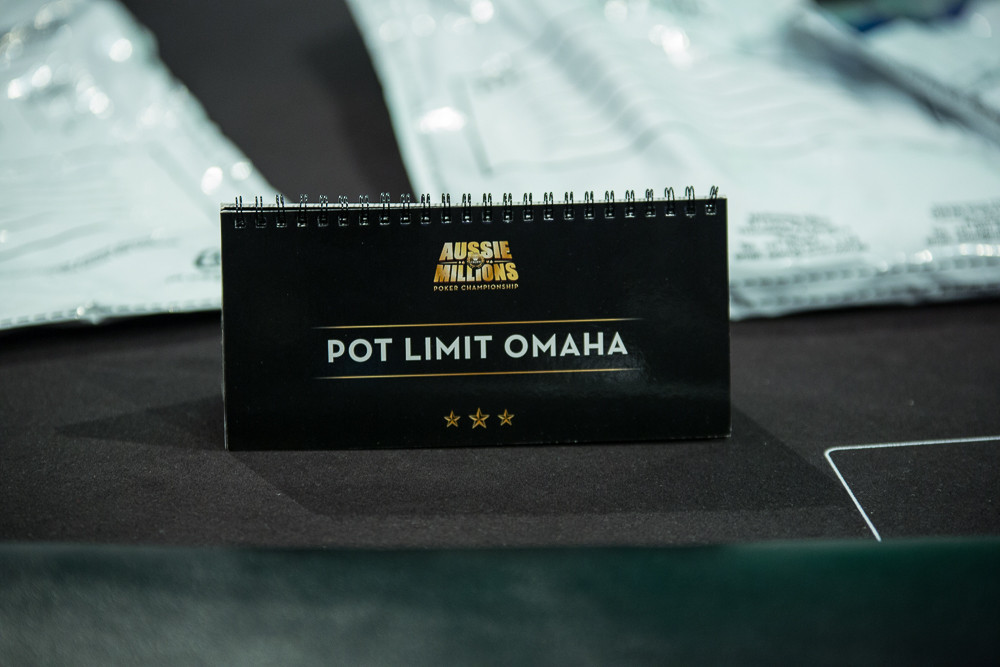 AUSSIE
MILLIONS
POKER CHAMPIONSHIP
POT LIMIT OMAHA